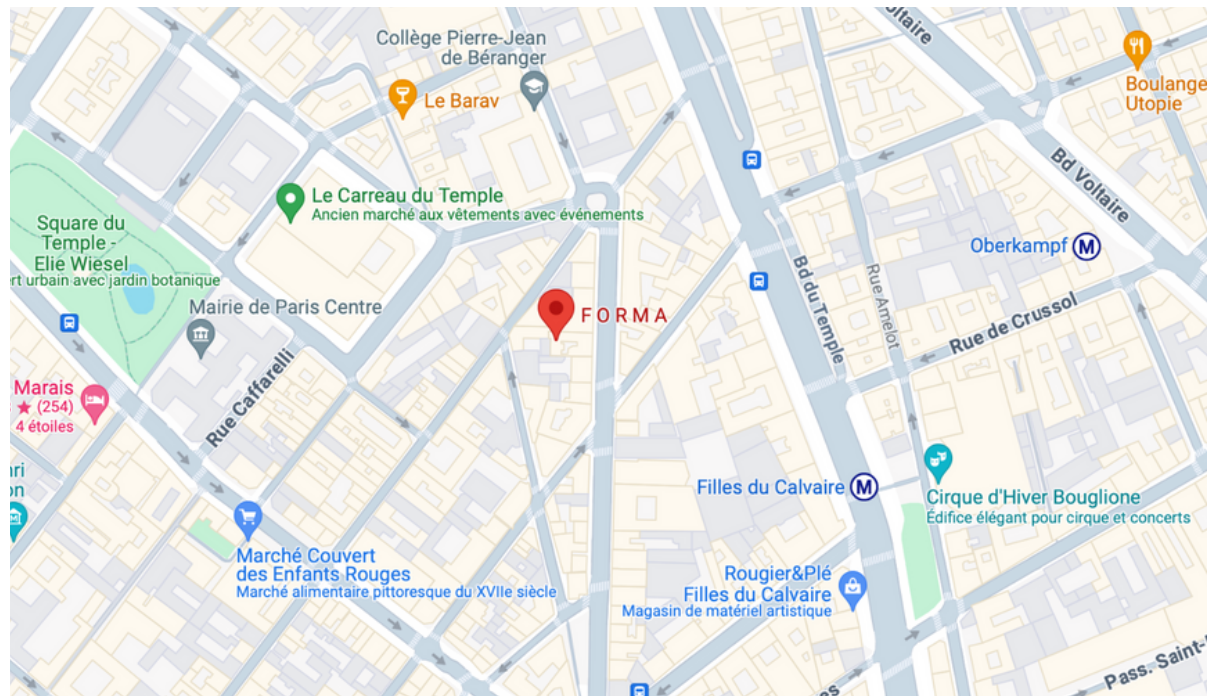 Voltaire
Collège Pierre-Jean
de Béranger
Boulange
Utopie
Le Barav
Bd Voltaire
Le Carreau du Temple
Ancien marché aux vêtements avec événements
Square du
Temple -
Elie Wiesel
ert urbain avec jardin botanique
Oberkampf M
Bd du Temple
Rue Amelot
Mairie de Paris Centre
FORMA
Rue de Crussol
Rue Caffarelli
Marais
★ (254)
4 étoiles
nri
on
Filles du Calvaire M
Cirque d'Hiver Bouglione
Édifice élégant pour cirque et concerts
Marché Couvert
des Enfants Rouges
Marché alimentaire pittoresque du XVIIe siècle
Rougier&Plé
Filles du Calvaire
Magasin de matériel artistique
Pass. Saint-
as